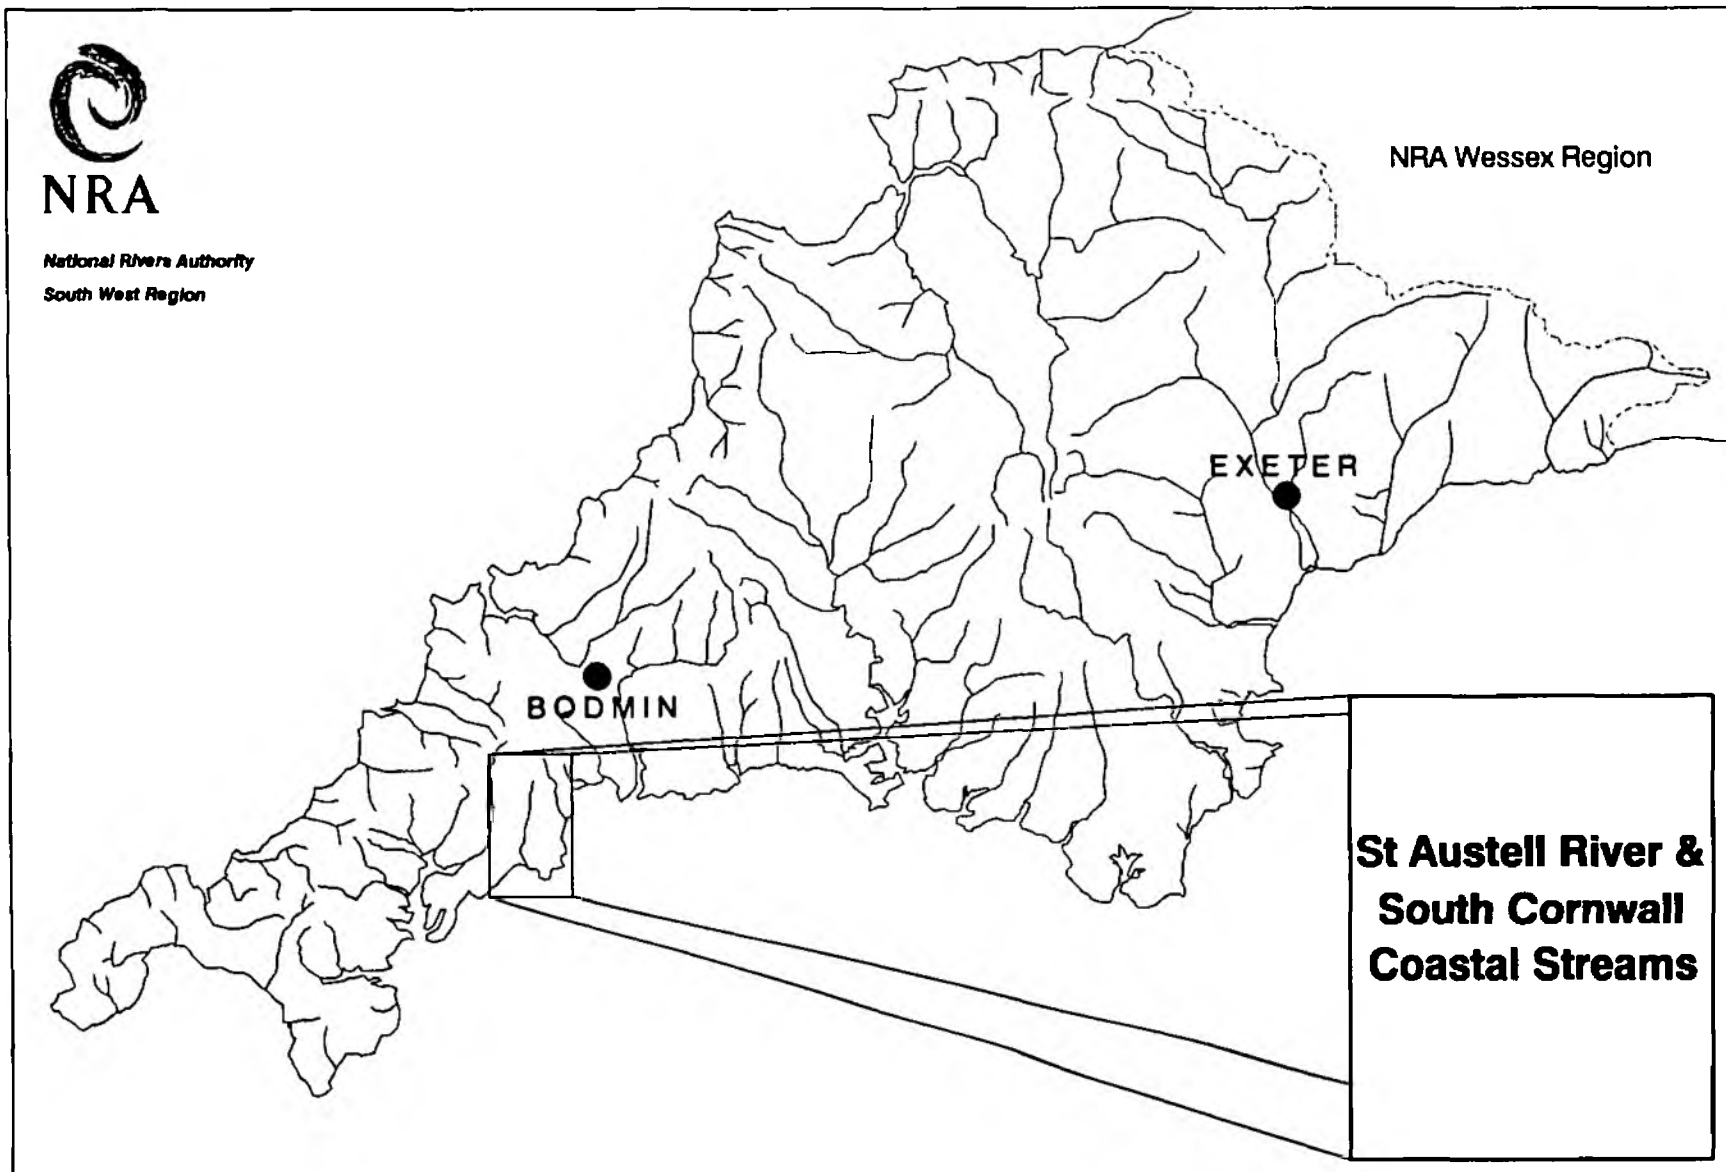 NRA
National Rivers Authority
South West Region
NRA Wessex Region
EXETER
BODMIN
St Austell River &
South Cornwall
Coastal Streams